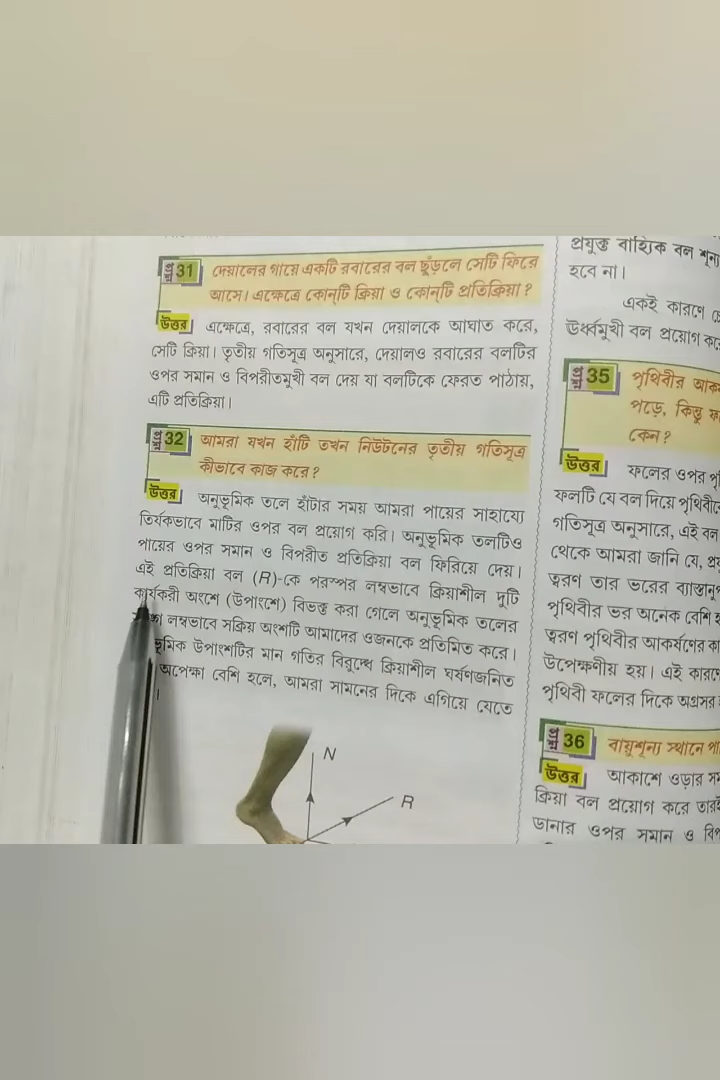 প্রশ্ন 31 দেয়ালের গায়ে একটি রবারের বল ছুঁড়লে সেটি ফিরে
আসে। এক্ষেত্রে কোন্‌টি ক্রিয়া ও কোন্‌টি প্রতিক্রিয়া ?
উত্তর এক্ষেত্রে, রবারের বল যখন দেয়ালকে আঘাত করে,
সেটি ক্রিয়া। তৃতীয় গতিসূত্র অনুসারে, দেয়ালও রবারের বলটির
ওপর সমান ও বিপরীতমুখী বল দেয় যা বলটিকে ফেরত পাঠায়,
এটি প্রতিক্রিয়া।
প্রশ্ন 32 আমরা যখন হাঁটি তখন নিউটনের তৃতীয় গতিসূত্র
কীভাবে কাজ করে ?
উত্তর অনুভূমিক তলে হাঁটার সময় আমরা পায়ের সাহায্যে
তির্যকভাবে মাটির ওপর বল প্রয়োগ করি। অনুভূমিক তলটিও
পায়ের ওপর সমান ও বিপরীত প্রতিক্রিয়া বল ফিরিয়ে দেয়।
এই প্রতিক্রিয়া বল (R)-কে পরস্পর লম্বভাবে ক্রিয়াশীল দুটি
কার্যকরী অংশে (উপাংশে) বিভক্ত করা গেলে অনুভূমিক তলের
লম্বভাবে সক্রিয় অংশটি আমাদের ওজনকে প্রতিমিত করে।
ভূমিক উপাংশটির মান গতির বিরুদ্ধে ক্রিয়াশীল ঘর্ষণজনিত
অপেক্ষা বেশি হলে, আমরা সামনের দিকে এগিয়ে যেতে
।
N
R
প্রযুক্ত বাহ্যিক বল শূন্য
হবে না।
একই কারণে
ঊর্ধ্বমুখী বল প্রয়োগ
প্রশ্ন 35 পৃথিবীর আক
পড়ে, কিন্তু
কেন ?
উত্তর ফলের ওপর পৃ
ফলটি যে বল দিয়ে পৃথিবীকে
গতিসূত্র অনুসারে, এই বল
থেকে আমরা জানি যে,
ত্বরণ তার ভরের ব্যাস্তানু
পৃথিবীর ভর অনেক বেশি
ত্বরণ পৃথিবীর আকর্ষণের কা
উপেক্ষণীয় হয়। এই কারণে
পৃথিবী ফলের দিকে অগ্রসর
প্রশ্ন 36 বায়ুশূন্য স্থানে পা
উত্তর আকাশে ওড়ার স
ক্রিয়া বল প্রয়োগ করে তারই
ডানার ওপর সমান ও বিপ